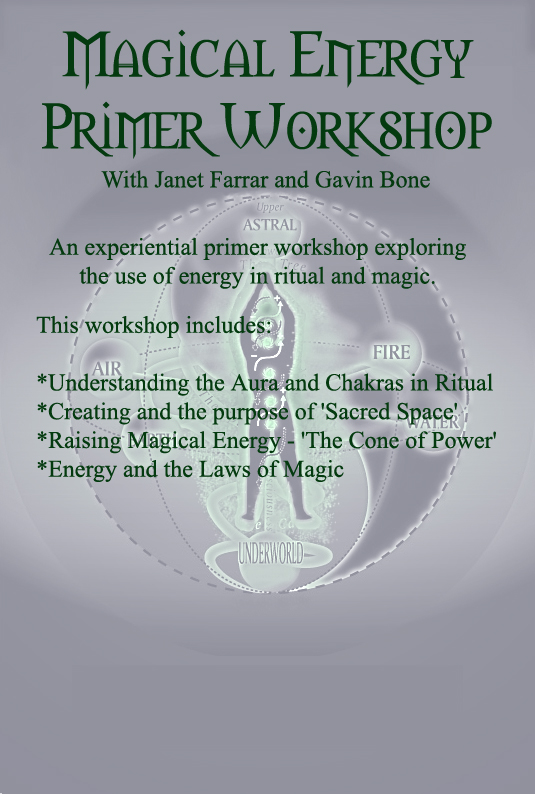 Magical Energy
Primer Workshop
With Janet Farrar and Gavin Bone
Upper
ASTRAL
An experiential primer workshop exploring
the use of energy in ritual and magic.
This workshop includes:
FIRE
AIR
*Understanding the Aura and Chakras in Ritual
*Creating and the purpose of 'Sacred Space'
WATER
*Raising Magical Energy - 'The Cone of Power'
*Energy and the Laws of Magic
UNDERWORLD